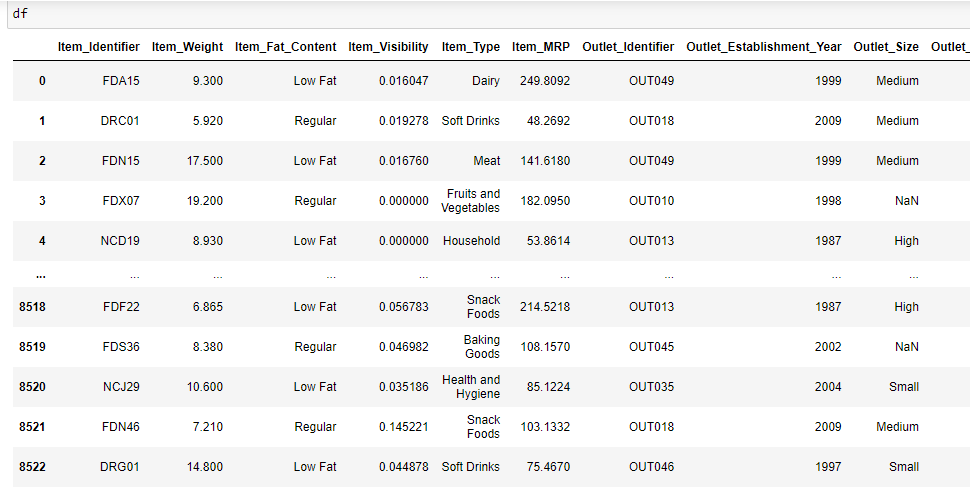 df
Item_Identifier Item_Weight Item_Fat_Content Item_Visibility Item_Type Item_MRP Outlet_Identifier Outlet_Establishment_Year Outlet_Size Outlet_
0 FDA15 9.300 Low Fat 0.016047 Dairy 249.8092 OUT049 1999 Medium
1 DRC01 5.920 Regular 0.019278 Soft Drinks 48.2692 OUT018 2009 Medium
2 FDN15 17.500 Low Fat 0.016760 Meat 141.6180 OUT049 1999 Medium
3 FDX07 19.200 Regular 0.000000 Fruits and Vegetables 182.0950 OUT010 1998 NaN
4 NCD19 8.930 Low Fat 0.000000 Household 53.8614 OUT013 1987 High
... ... ... ... ... ... ... ... ... ...
8518 FDF22 6.865 Low Fat 0.056783 Snack Foods 214.5218 OUT013 1987 High
8519 FDS36 8.380 Regular 0.046982 Baking Goods 108.1570 OUT045 2002 NaN
8520 NCJ29 10.600 Low Fat 0.035186 Health and Hygiene 85.1224 OUT035 2004 Small
8521 FDN46 7.210 Regular 0.145221 Snack Foods 103.1332 OUT018 2009 Medium
8522 DRG01 14.800 Low Fat 0.044878 Soft Drinks 75.4670 OUT046 1997 Small